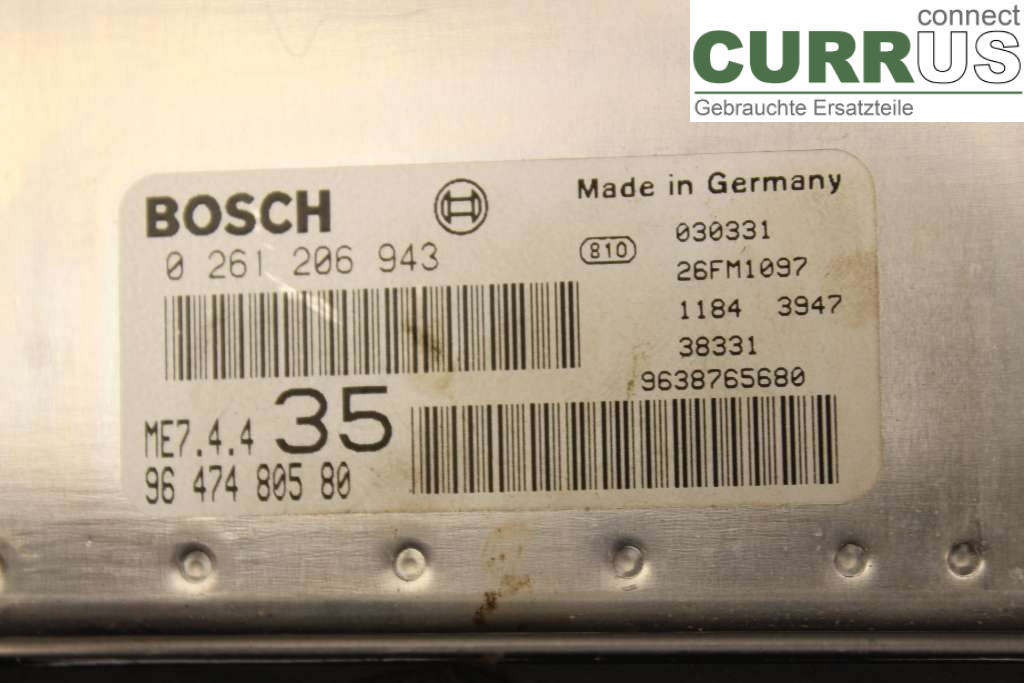 connect
CURRUS
Gebrauchte Ersatzteile
BOSCH
Made in Germany
0 261 206 943
810
030331
26FM1097
1184 3947
38331
9638765680
ME7.4.4 35
96 474 805 80